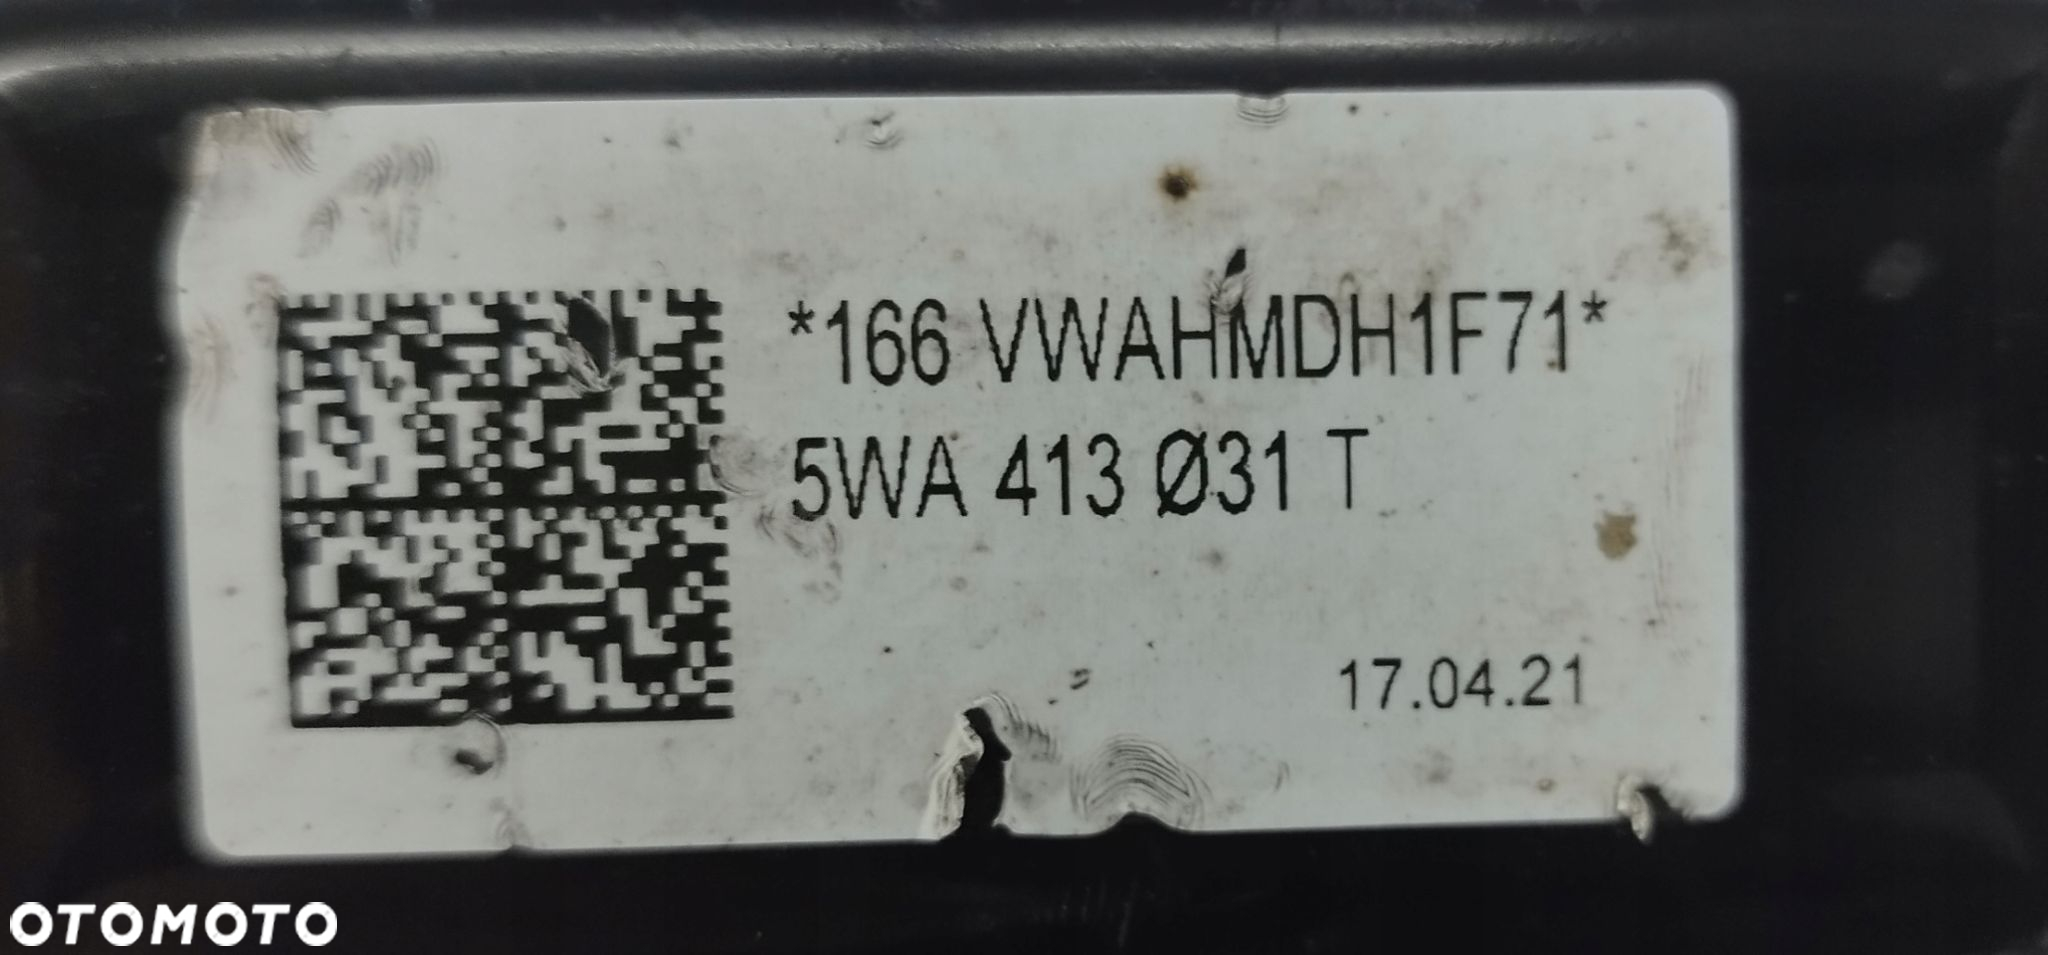 *166 VWAHMDH1F71*
5WA 413 Ø31 T
17.04.21
OTOMOTO